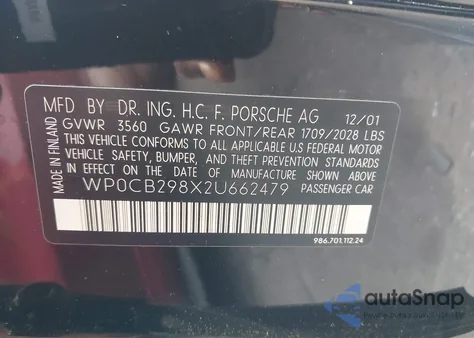 MFD BY DR. ING. H.C. F. PORSCHE AG 12/01
GVWR 3560 GAWR FRONT/REAR 1709/2028 LBS
THIS VEHICLE CONFORMS TO ALL APPLICABLE U.S. FEDERAL MOTOR
VEHICLE SAFETY, BUMPER, AND THEFT PREVENTION STANDARDS
IN EFFECT ON THE DATE OF MANUFACTURE SHOWN ABOVE
WP0CB298X2U662479 PASSENGER CAR
MADE IN FINLAND
986.701.112.24
autoSnap